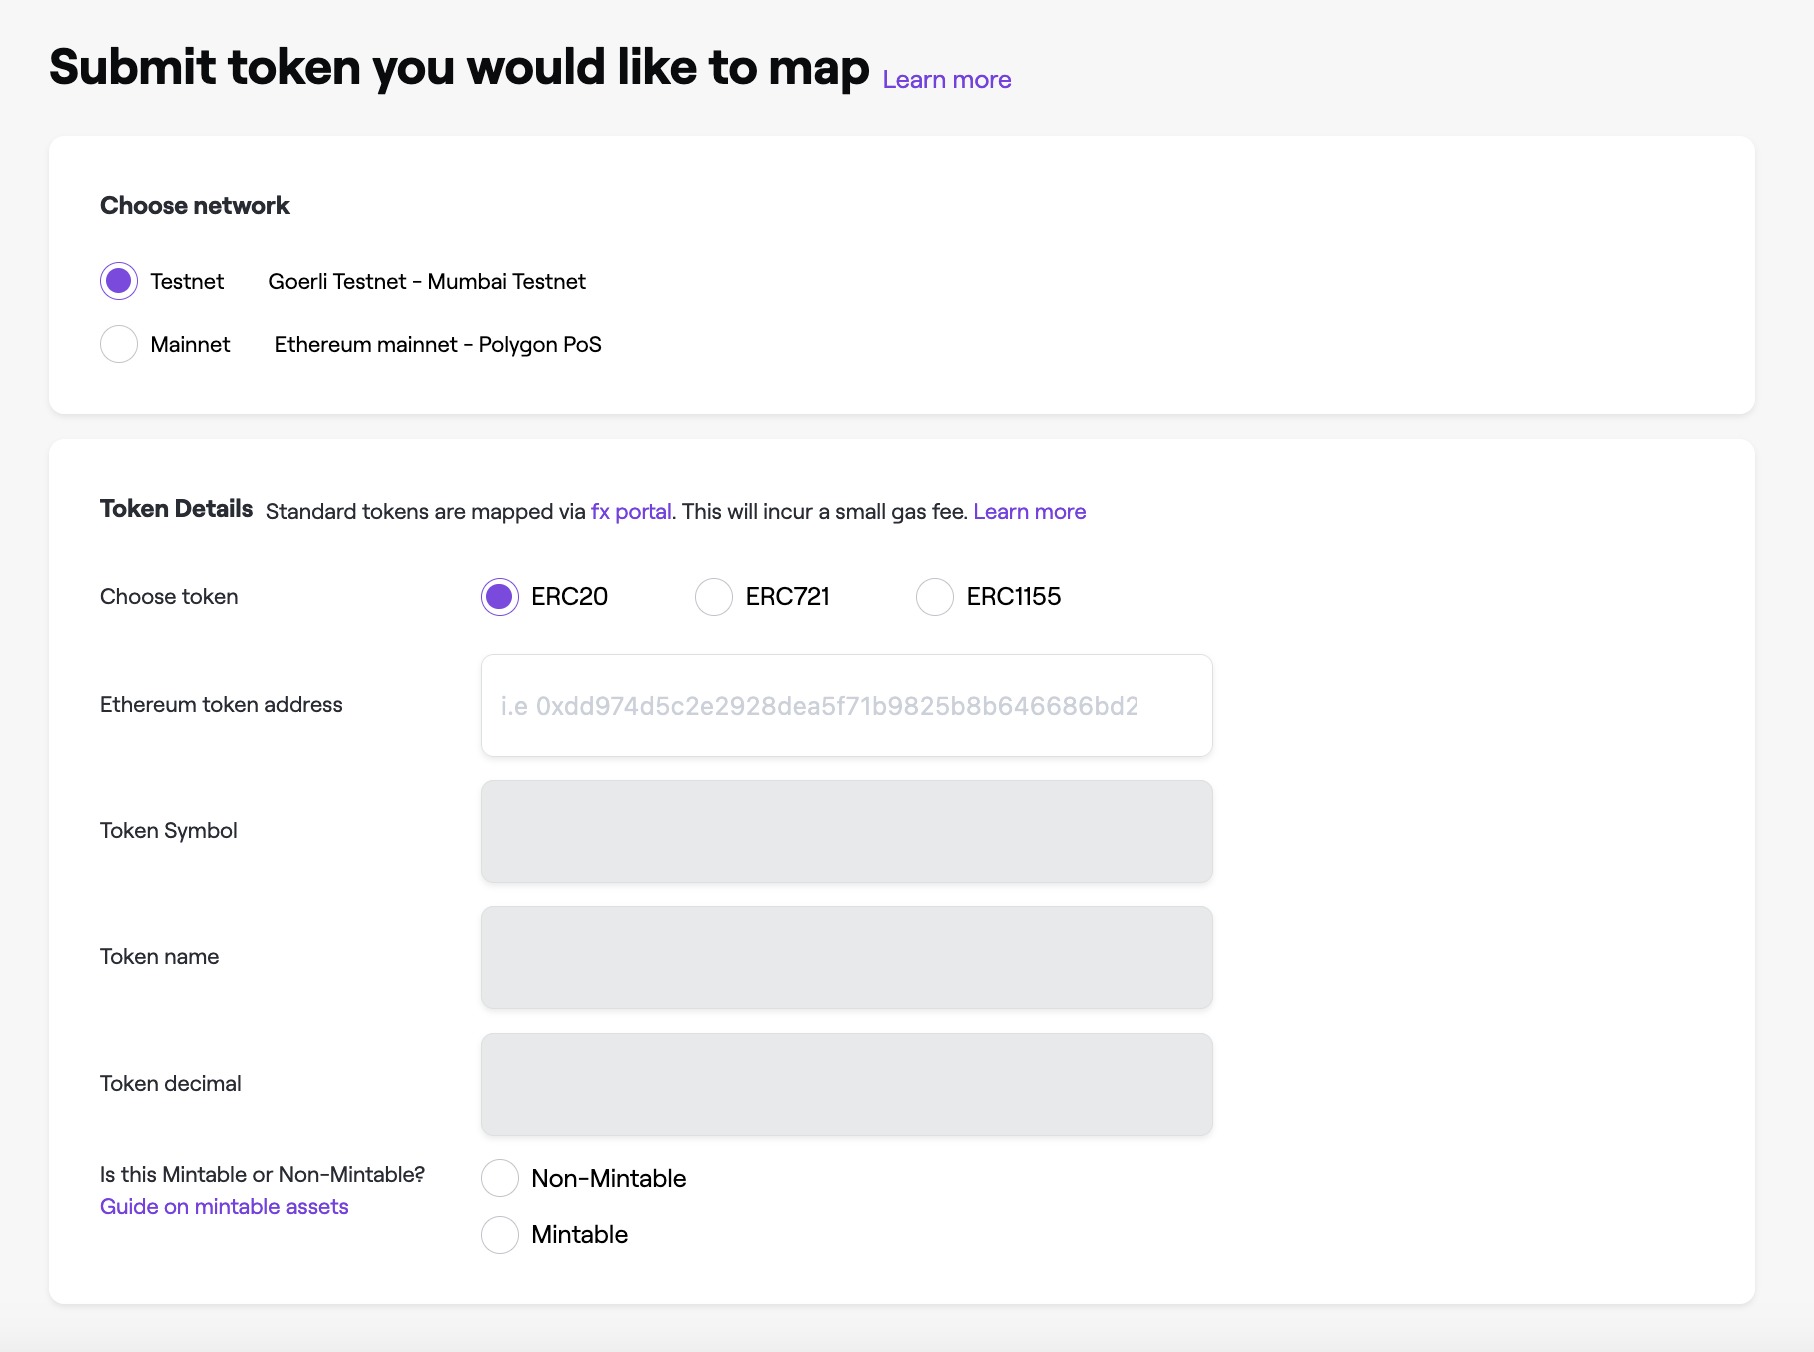 Submit token you would like to map Learn more
Choose network
Testnet Goerli Testnet - Mumbai Testnet
Mainnet Ethereum mainnet - Polygon PoS
Token Details Standard tokens are mapped via fx portal. This will incur a small gas fee. Learn more
Choose token ERC20 ERC721 ERC1155
Ethereum token address i.e 0xdd974d5c2e2928dea5f71b9825b8b646686bd2
Token Symbol
Token name
Token decimal
Is this Mintable or Non-Mintable? Non-Mintable
Guide on mintable assets
Mintable